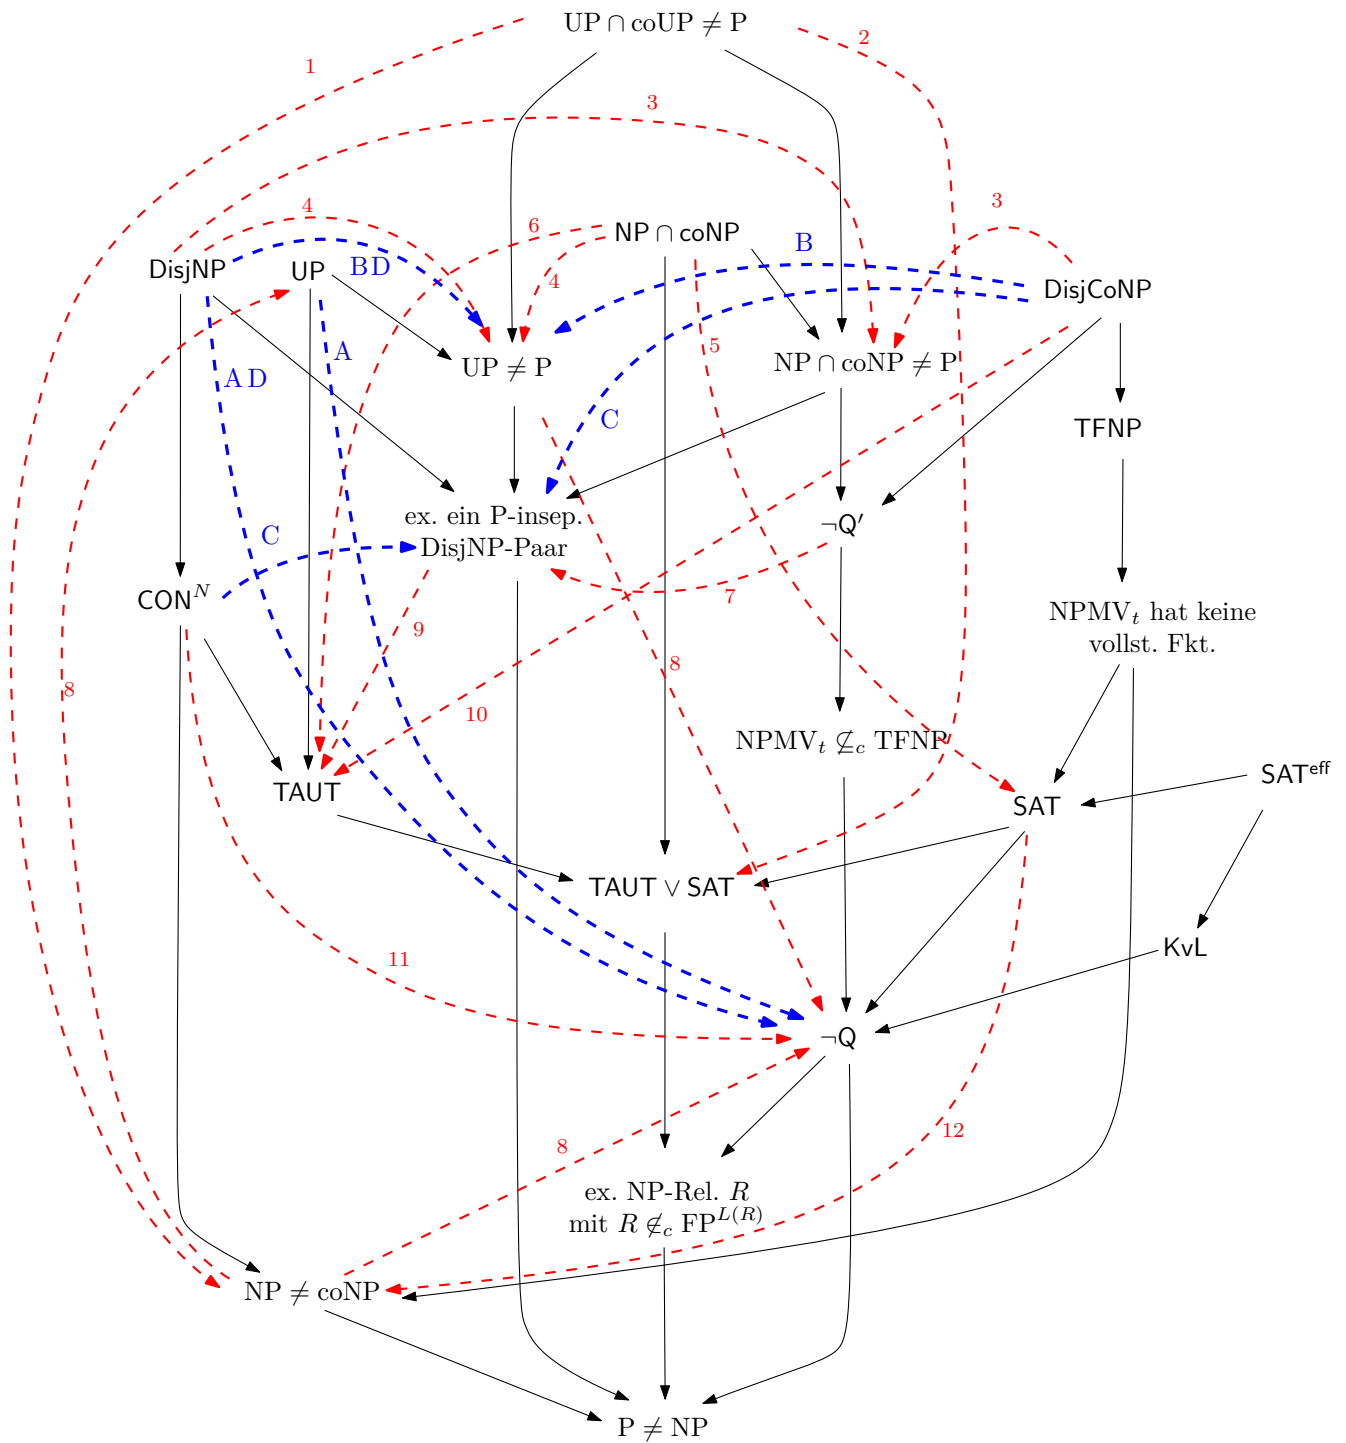 UP ∩ coUP ≠ P
1
2
3
3
4
6
NP ∩ coNP
B
DisjNP
UP
B D
4
DisjCoNP
A
5
UP ≠ P
NP ∩ coNP ≠ P
A D
C
TFNP
ex. ein P-insep.
DisjNP-Paar
¬Q′
C
CON^N
7
NPMV_t hat keine
vollst. Fkt.
9
8
8
10
NPMV_t ⊈_c TFNP
SAT^eff
TAUT
SAT
TAUT ∨ SAT
KvL
11
¬Q
12
8
ex. NP-Rel. R
mit R ∉_c FP^{L(R)}
NP ≠ coNP
P ≠ NP